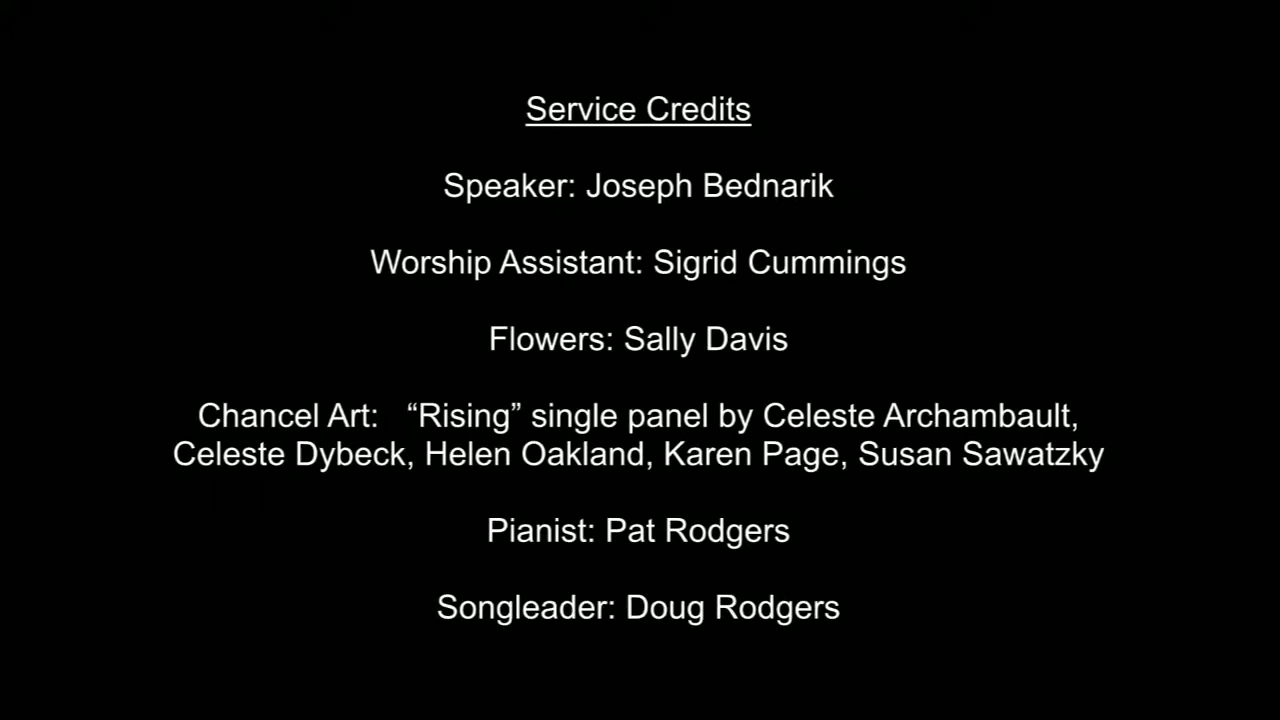 Service Credits
Speaker: Joseph Bednarik
Worship Assistant: Sigrid Cummings
Flowers: Sally Davis
Chancel Art:   “Rising” single panel by Celeste Archambault,
Celeste Dybeck, Helen Oakland, Karen Page, Susan Sawatzky
Pianist: Pat Rodgers
Songleader: Doug Rodgers